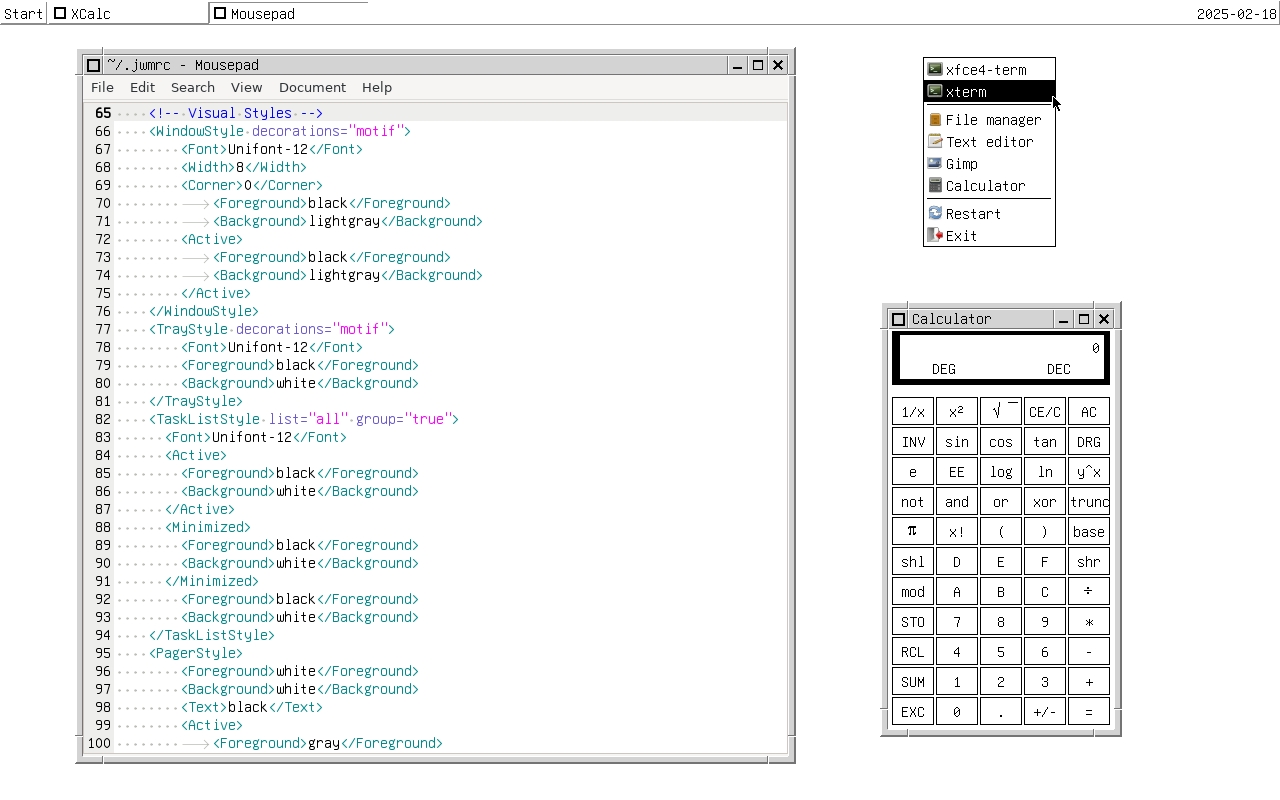 Start XCalc Mousepad 2025-02-18
~/.jwmrc - Mousepad
File Edit Search View Document Help
65 <!-- Visual Styles -->
66 <WindowStyle decorations="motif">
67 <Font>Unifont-12</Font>
68 <Width>8</Width>
69 <Corner>0</Corner>
70 <Foreground>black</Foreground>
71 <Background>lightgray</Background>
72 <Active>
73 <Foreground>black</Foreground>
74 <Background>lightgray</Background>
75 </Active>
76 </WindowStyle>
77 <TrayStyle decorations="motif">
78 <Font>Unifont-12</Font>
79 <Foreground>black</Foreground>
80 <Background>white</Background>
81 </TrayStyle>
82 <TaskListStyle list="all" group="true">
83 <Font>Unifont-12</Font>
84 <Active>
85 <Foreground>black</Foreground>
86 <Background>white</Background>
87 </Active>
88 <Minimized>
89 <Foreground>black</Foreground>
90 <Background>white</Background>
91 </Minimized>
92 <Foreground>black</Foreground>
93 <Background>white</Background>
94 </TaskListStyle>
95 <PagerStyle>
96 <Foreground>white</Foreground>
97 <Background>white</Background>
98 <Text>black</Text>
99 <Active>
100 <Foreground>gray</Foreground>
xfce4-term
xterm
File manager
Text editor
Gimp
Calculator
Restart
Exit
Calculator
0
DEG DEC
1/x x² √‾ CE/C AC
INV sin cos tan DRG
e EE log ln y^x
not and or xor trunc
π x! ( ) base
shl D E F shr
mod A B C ÷
STO 7 8 9 *
RCL 4 5 6 -
SUM 1 2 3 +
EXC 0 . +/- =